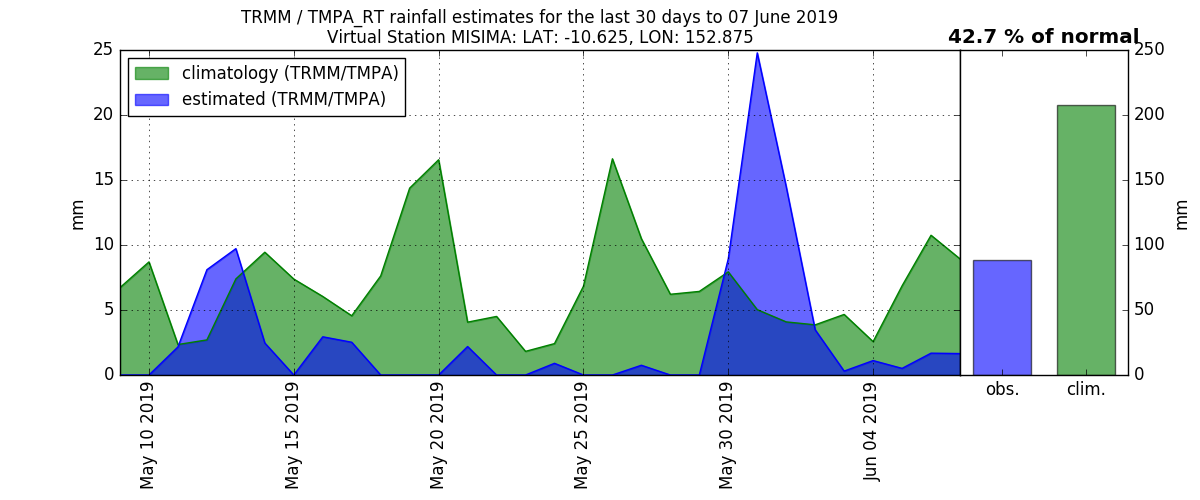 TRMM / TMPA_RT rainfall estimates for the last 30 days to 07 June 2019
Virtual Station MISIMA: LAT: -10.625, LON: 152.875
42.7 % of normal
climatology (TRMM/TMPA)
estimated (TRMM/TMPA)
mm
25
20
15
10
5
0
May 10 2019
May 15 2019
May 20 2019
May 25 2019
May 30 2019
Jun 04 2019
obs.
clim.
250
200
150
100
50
0
mm